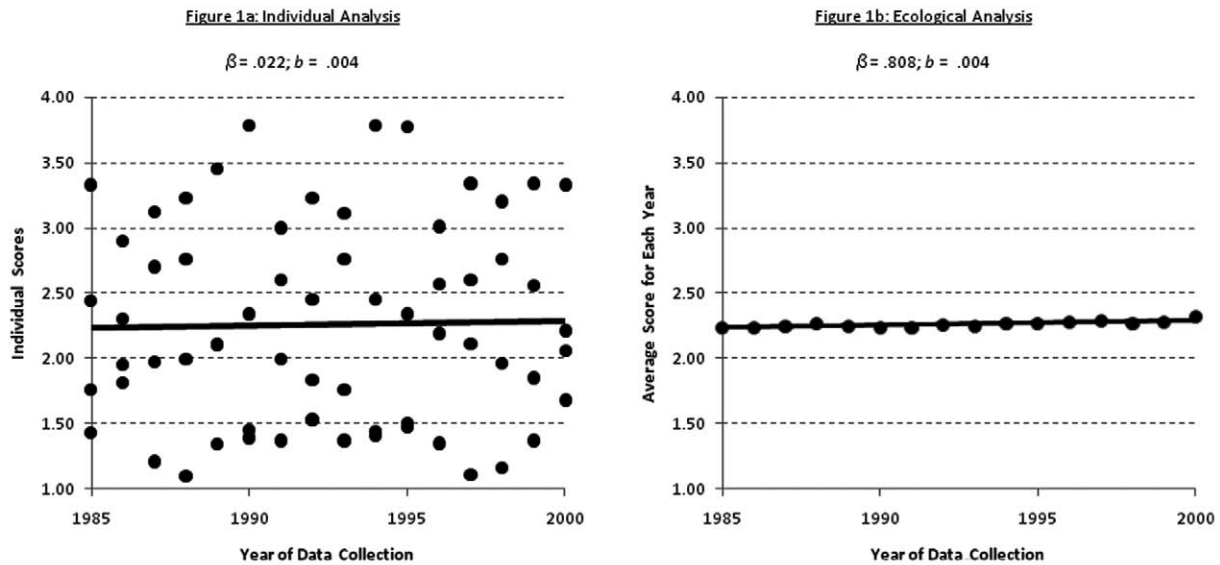 Figure 1a: Individual Analysis
β = .022; b = .004
4.00
3.50
3.00
2.50
2.00
1.50
1.00
Individual Scores
1985
1990
1995
2000
Year of Data Collection
Figure 1b: Ecological Analysis
β = .808; b = .004
4.00
3.50
3.00
2.50
2.00
1.50
1.00
Average Score for Each Year
1985
1990
1995
2000
Year of Data Collection